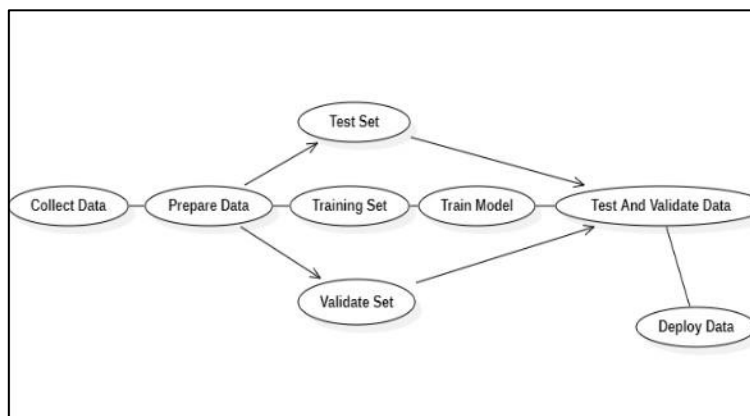 Test Set
Collect Data
Prepare Data
Training Set
Train Model
Test And Validate Data
Validate Set
Deploy Data